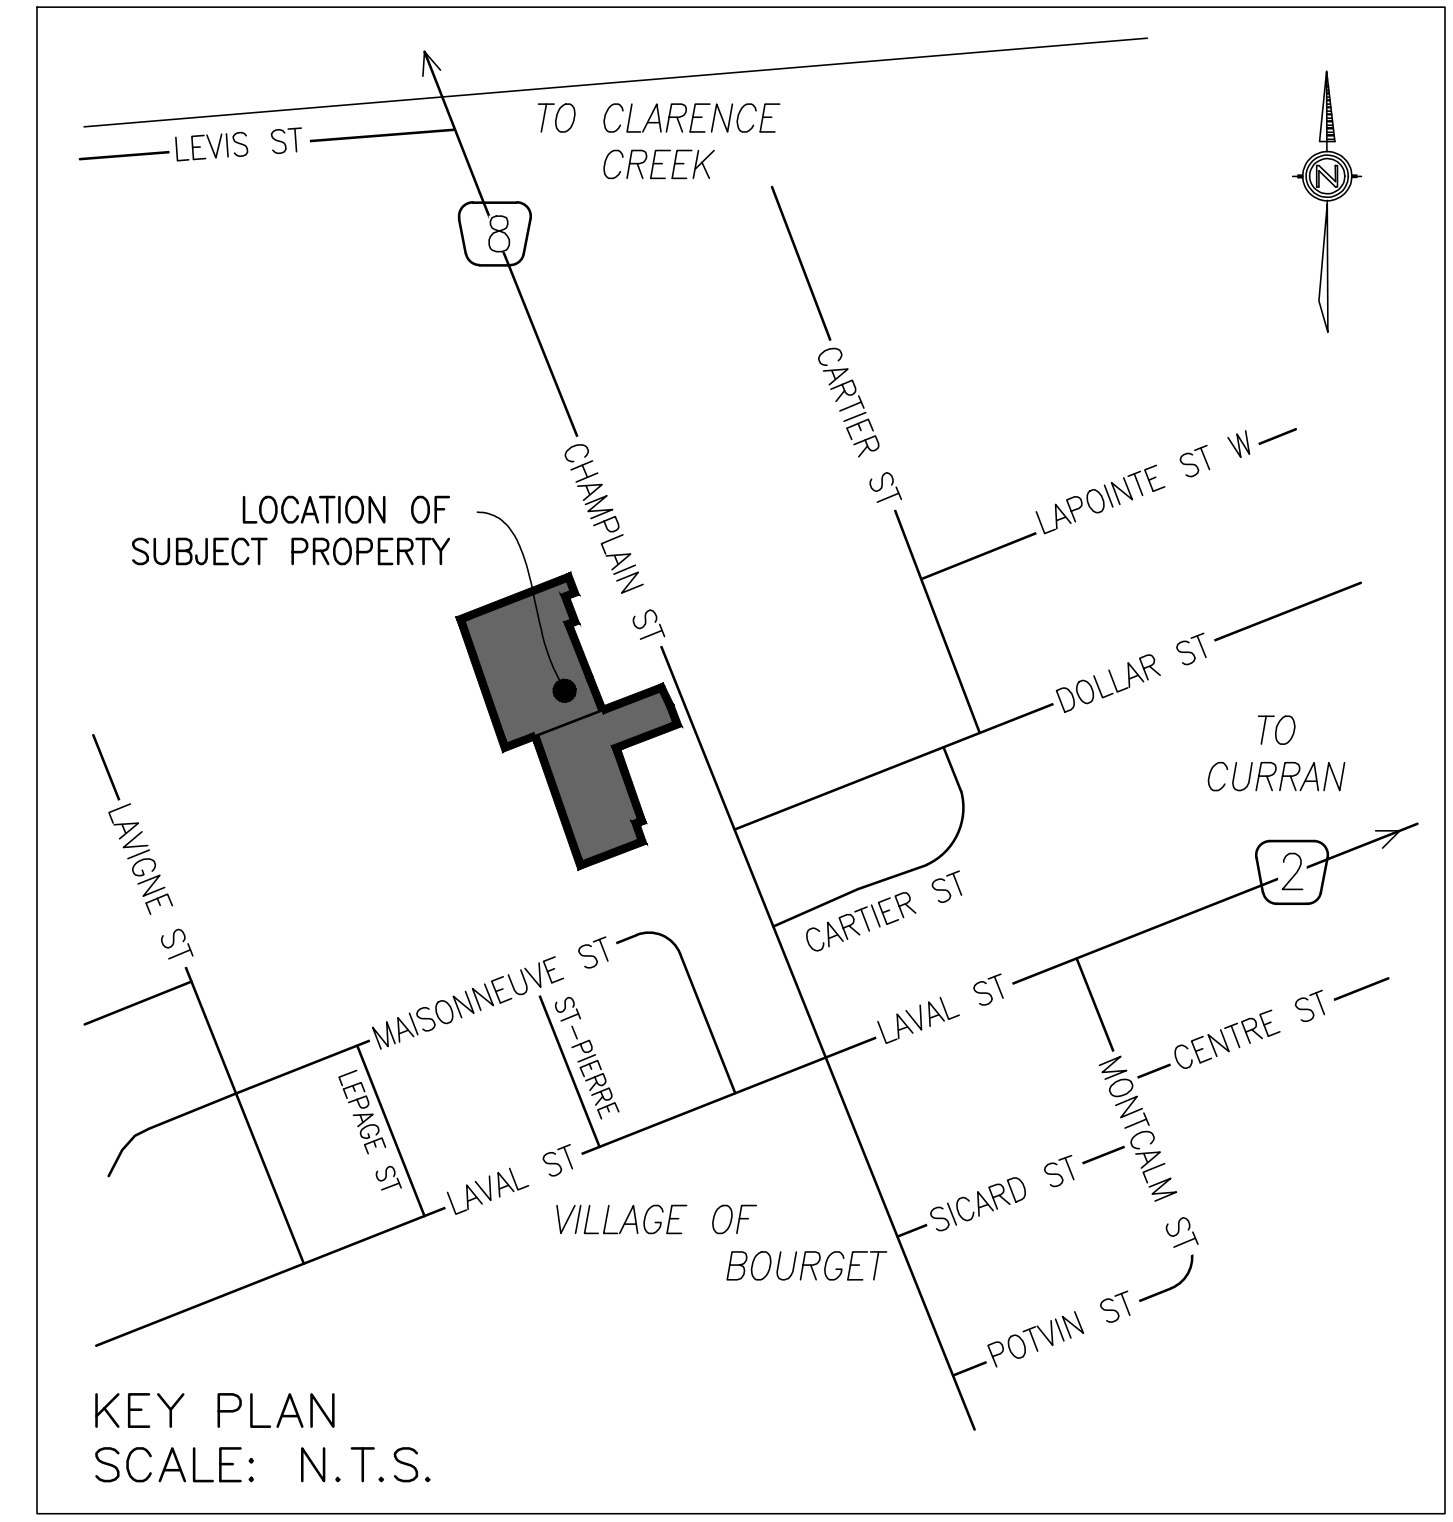 TO CLARENCE
CREEK
LEVIS ST
N
8
CARTIER ST
CHAMPLAIN ST
LAPOINTE ST W
LOCATION OF
SUBJECT PROPERTY
DOLLAR ST
TO
CURRAN
LAVIGNE ST
2
CARTIER ST
MAISONNEUVE ST
ST-PIERRE
LAVAL ST
CENTRE ST
LEPAGE ST
MONTCALM ST
LAVAL ST
SICARD ST
VILLAGE OF
BOURGET
POTVIN ST
KEY PLAN
SCALE: N.T.S.